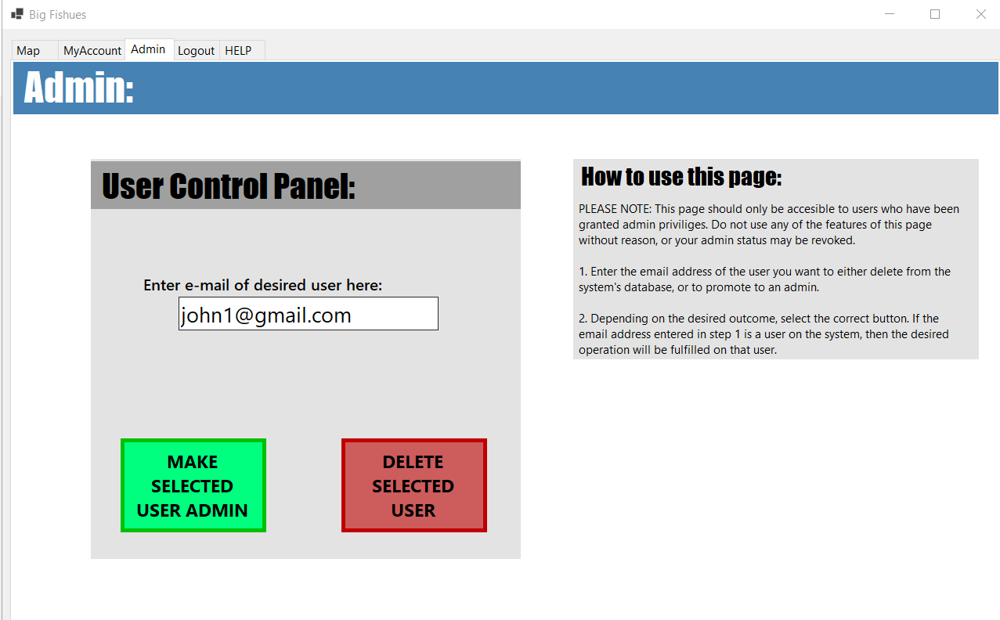 Big Fishues
Map MyAccount Admin Logout HELP
Admin:
User Control Panel:
Enter e-mail of desired user here:
john1@gmail.com
MAKE
SELECTED
USER ADMIN
DELETE
SELECTED
USER
How to use this page:
PLEASE NOTE: This page should only be accesible to users who have been
granted admin priviliges. Do not use any of the features of this page
without reason, or your admin status may be revoked.
1. Enter the email address of the user you want to either delete from the
system's database, or to promote to an admin.
2. Depending on the desired outcome, select the correct button. If the
email address entered in step 1 is a user on the system, then the desired
operation will be fulfilled on that user.